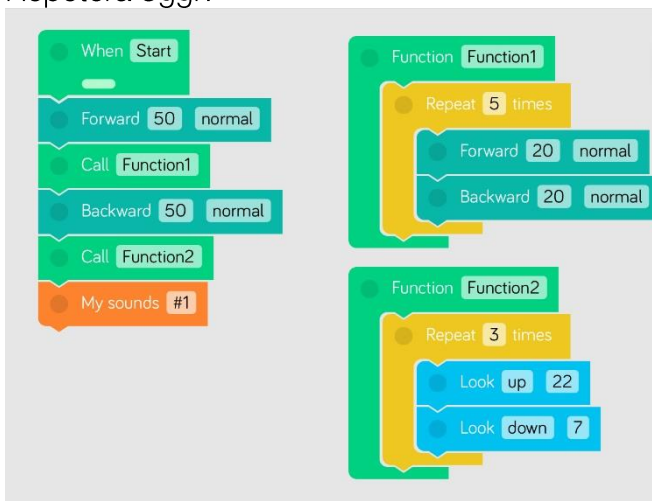 When Start
Forward 50 normal
Call Function1
Backward 50 normal
Call Function2
My sounds #1
Function Function1
Repeat 5 times
Forward 20 normal
Backward 20 normal
Function Function2
Repeat 3 times
Look up 22
Look down 7